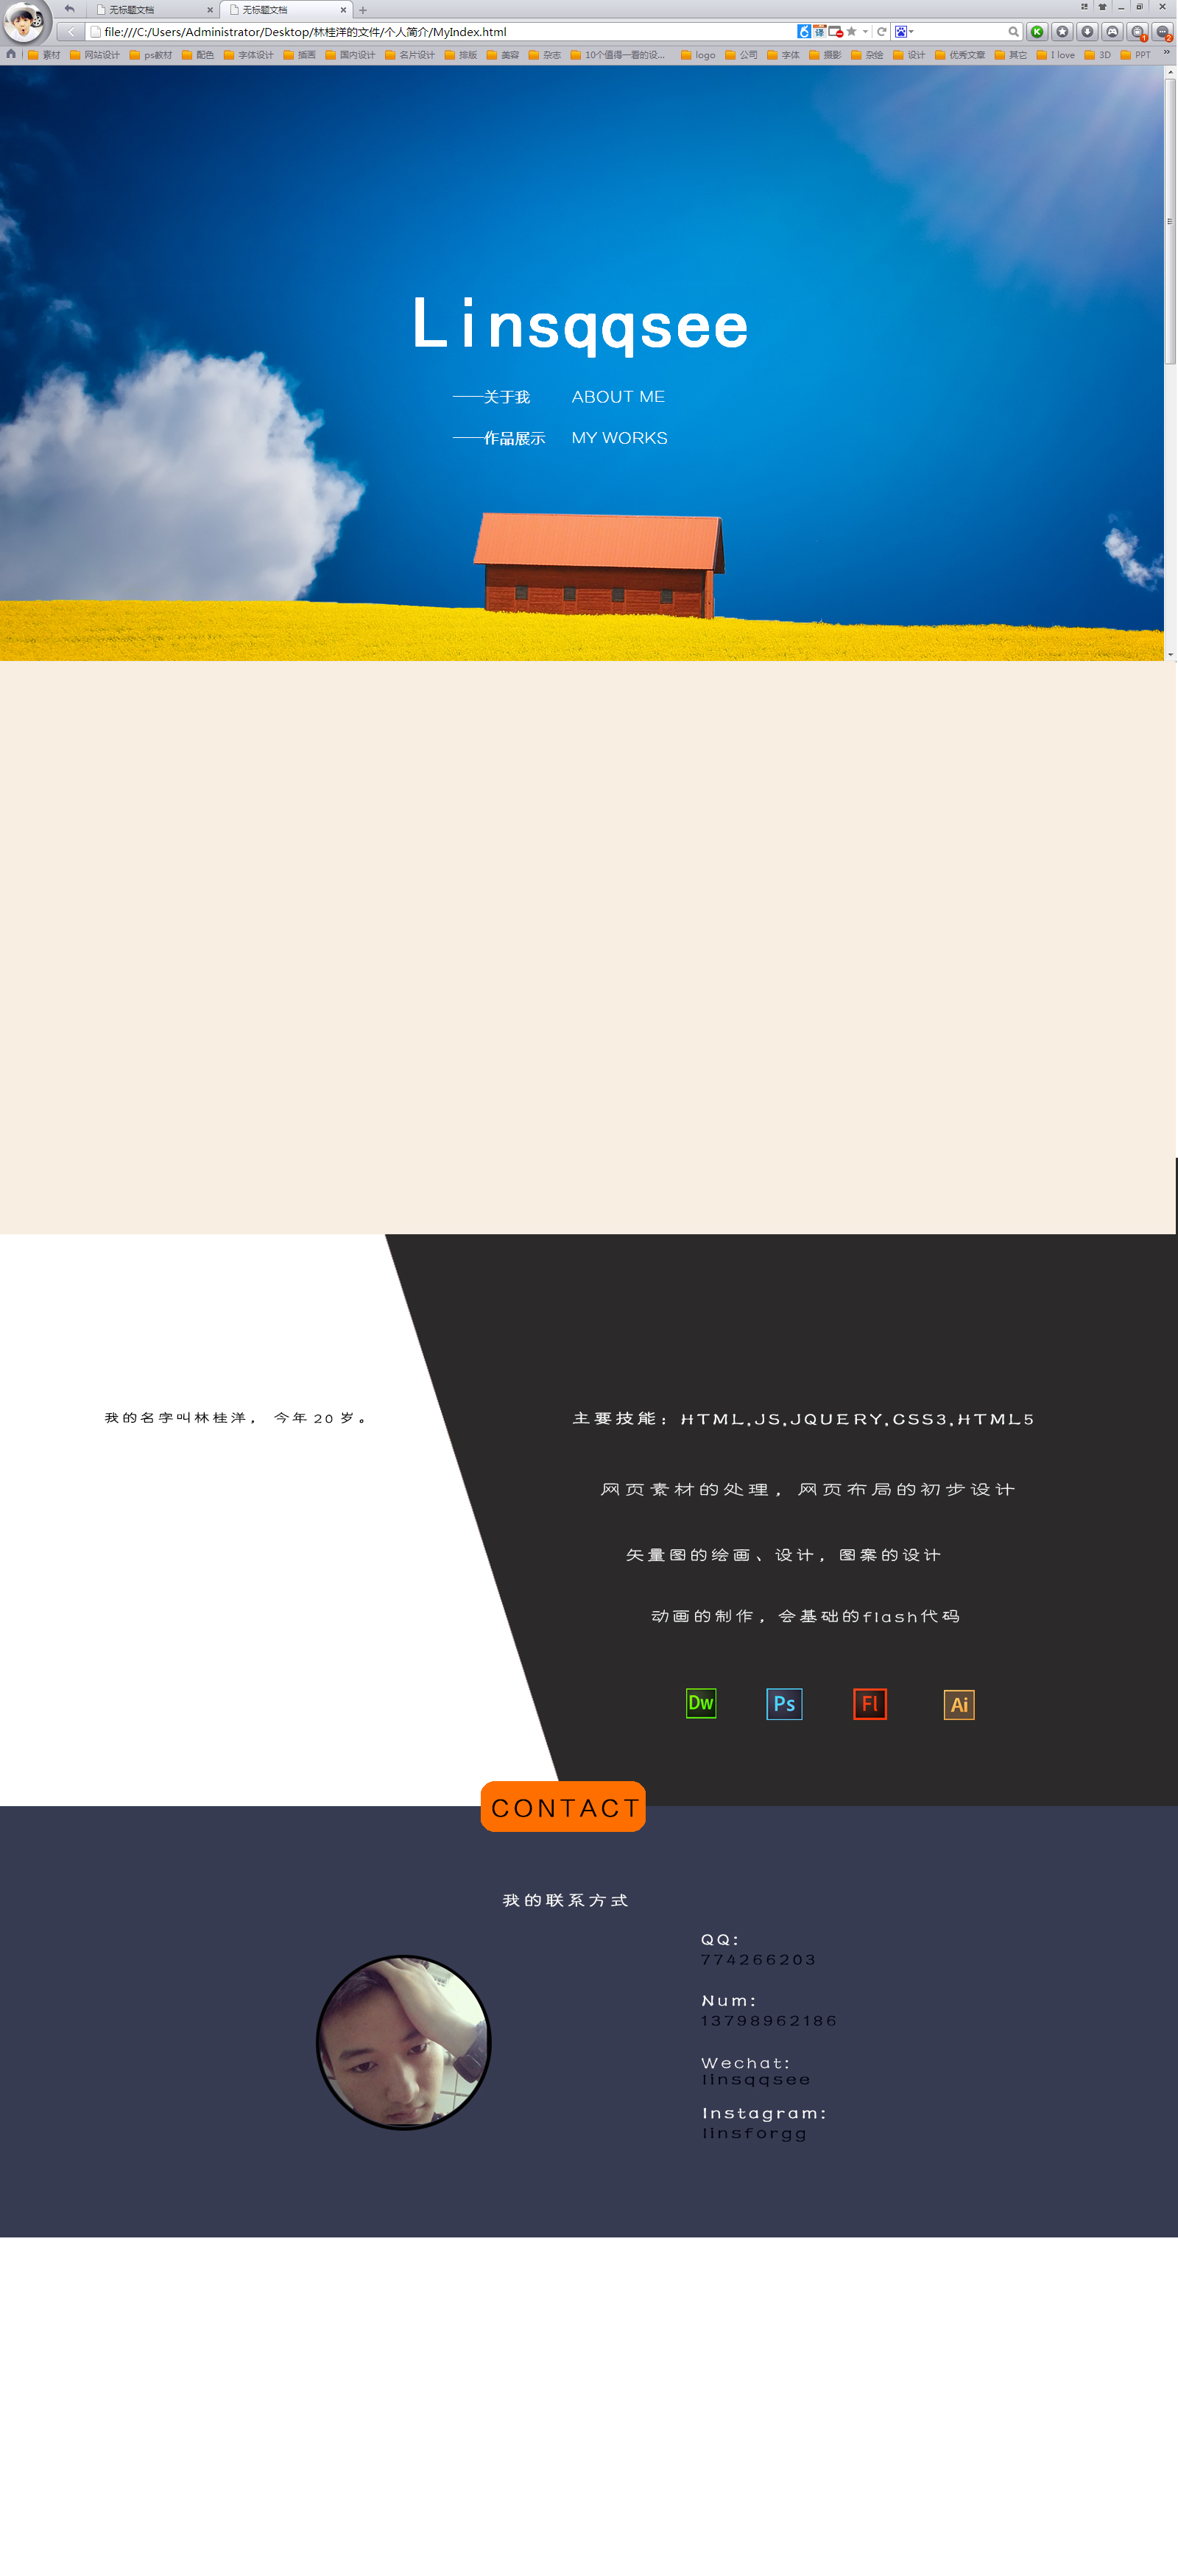 无标题文档
无标题文档
file:///C:/Users/Administrator/Desktop/林桂洋的文件/个人简介/MyIndex.html
译
素材 网站设计 ps教材 配色 字体设计 插画 国内设计 名片设计 排版 美容 杂志 10个值得一看的设... logo 公司 字体 摄影 杂绘 设计 优秀文章 其它 I love 3D PPT
Linsqqsee
——关于我 ABOUT ME
——作品展示 MY WORKS
我的名字叫林桂洋， 今年20岁。
主要技能：HTML,JS,JQUERY,CSS3,HTML5
网页素材的处理，网页布局的初步设计
矢量图的绘画、设计，图案的设计
动画的制作，会基础的flash代码
Dw Ps Fl Ai
CONTACT
我的联系方式
QQ:
774266203
Num:
13798962186
Wechat:
linsqqsee
Instagram:
linsforgg